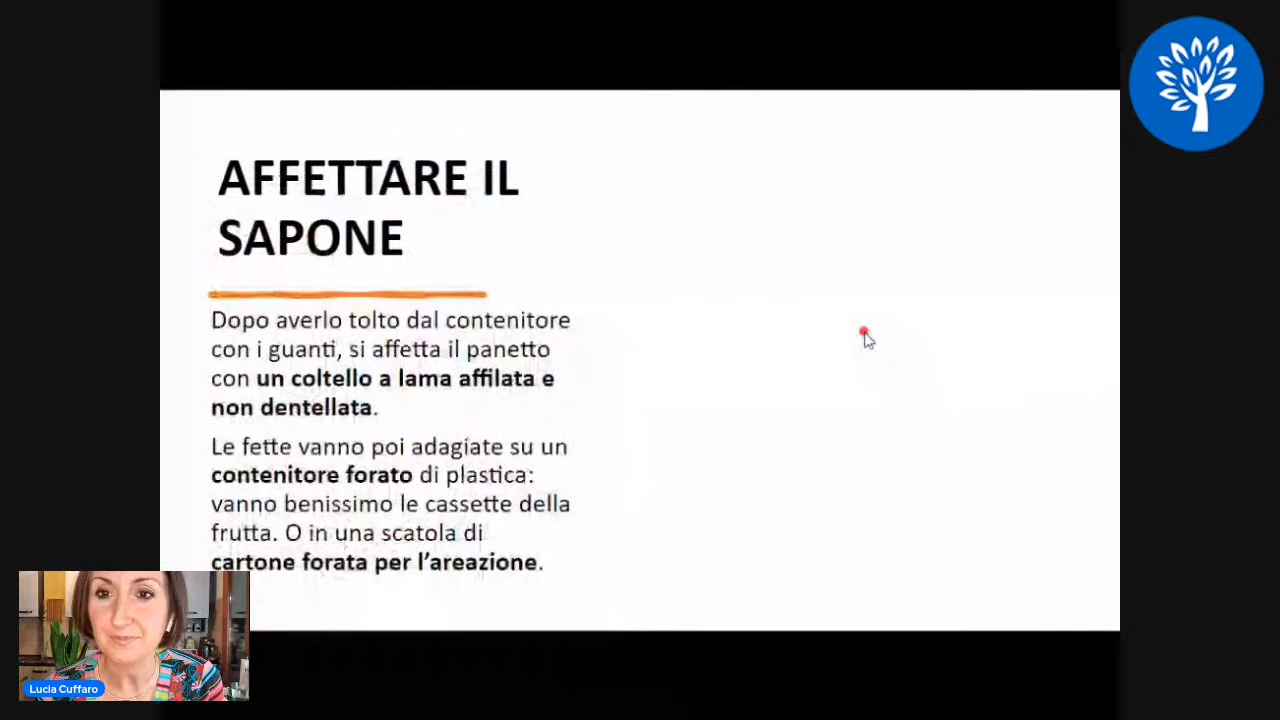 AFFETTARE IL
SAPONE
Dopo averlo tolto dal contenitore
con i guanti, si affetta il panetto
con un coltello a lama affilata e
non dentellata.
Le fette vanno poi adagiate su un
contenitore forato di plastica:
vanno benissimo le cassette della
frutta. O in una scatola di
cartone forata per l’areazione.
Lucia Cuffaro